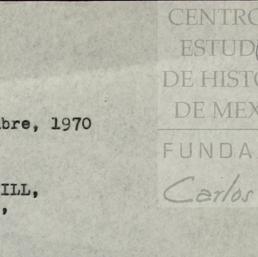 CENTRO
ESTUD
DE HISTO
DE MEX
FUNDA
Carlos
bre, 1970
ILL,
,